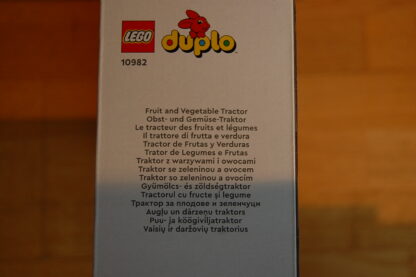 LEGO duplo
10982
Fruit and Vegetable Tractor
Obst- und Gemüse-Traktor
Le tracteur des fruits et légumes
Il trattore di frutta e verdura
Tractor de Frutas y Verduras
Trator de Legumes e Frutas
Traktor z warzywami i owocami
Traktor se zeleninou a ovocem
Traktor so zeleninou a ovocím
Gyümölcs- és zöldségtraktor
Tractorul cu fructe și legume
Трактор за плодове и зеленчуци
Augļu un dārzeņu traktors
Puu- ja köögiviljatraktor
Vaisių ir daržovių traktorius